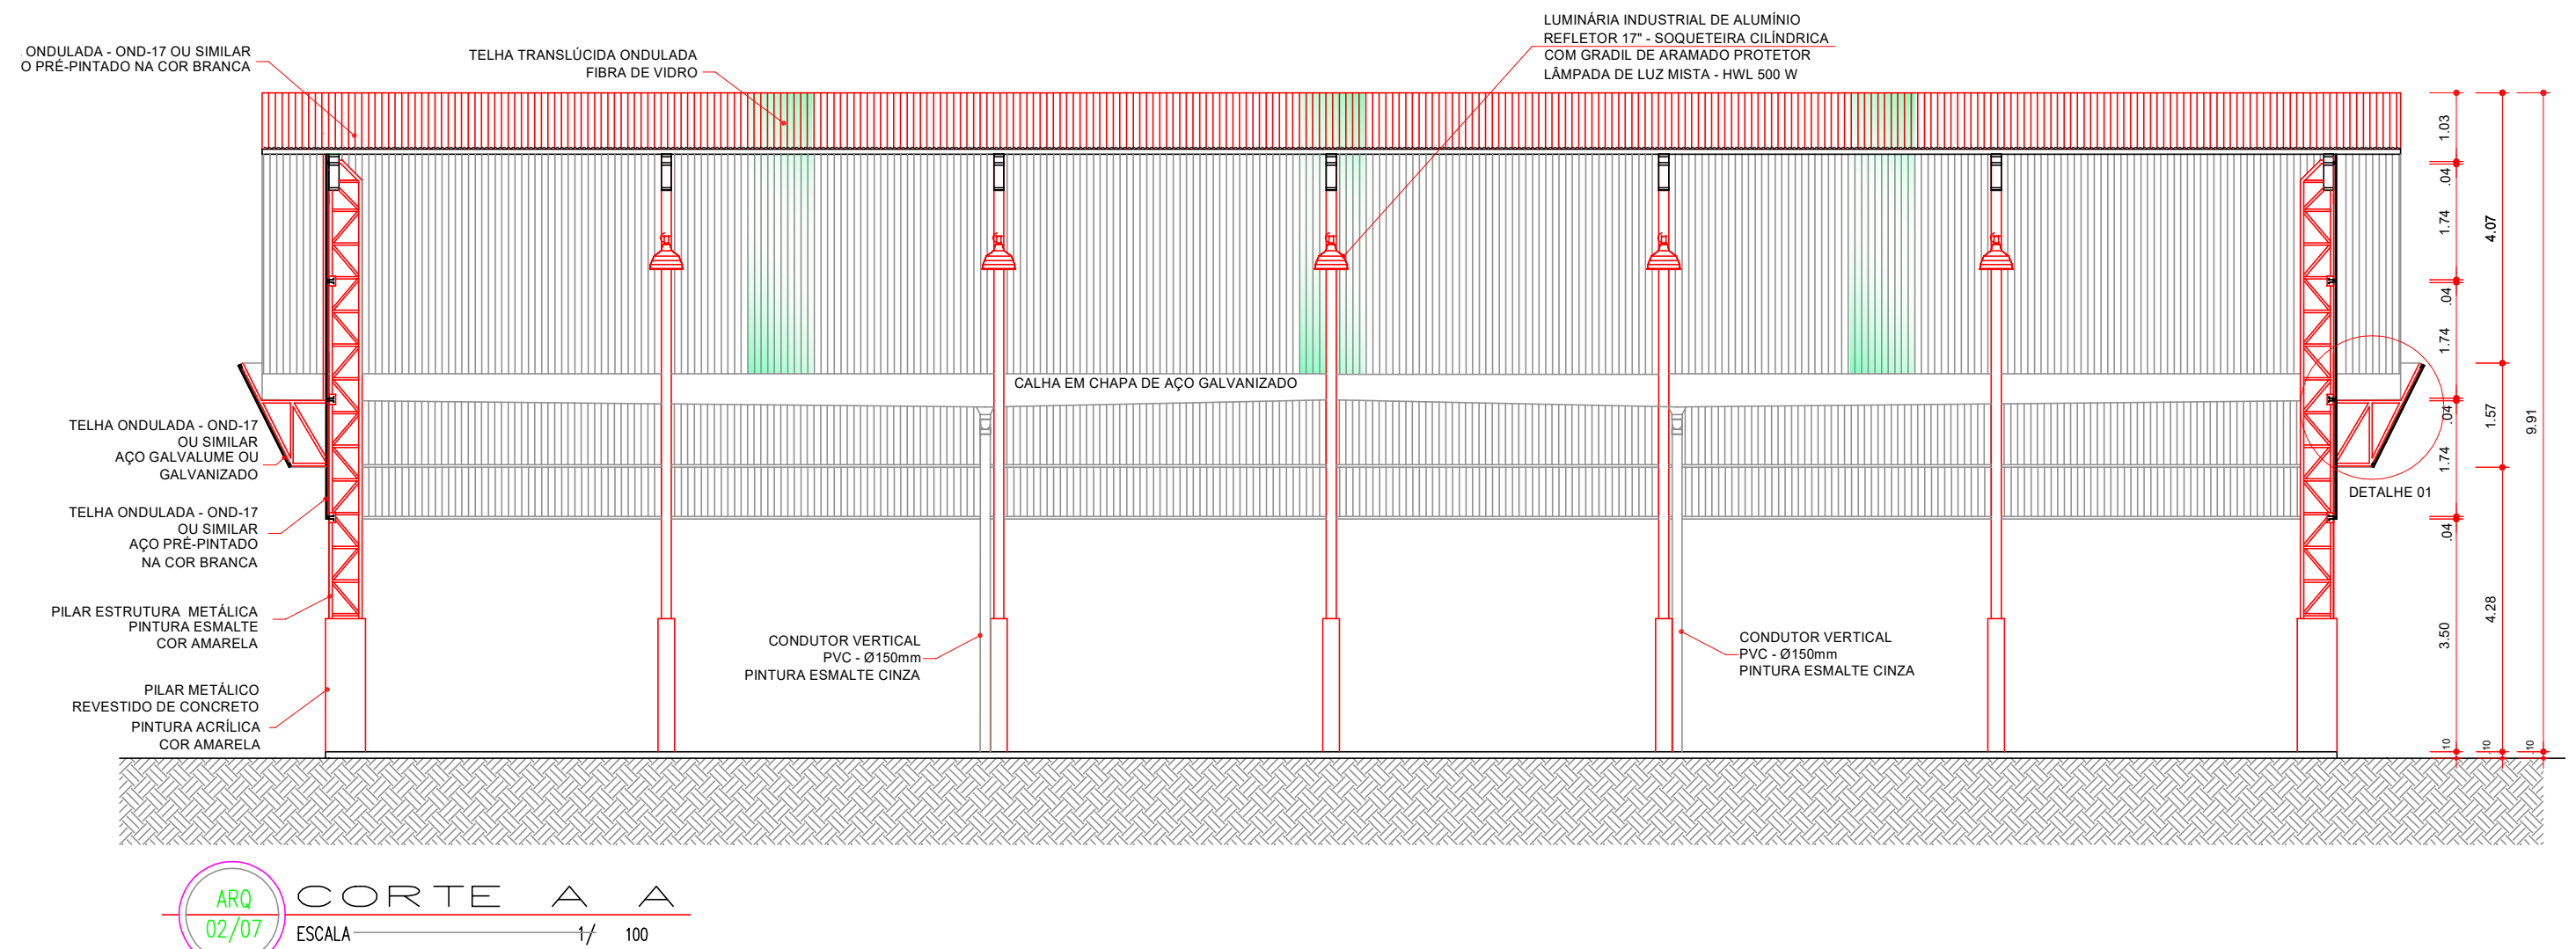 ONDULADA - OND-17 OU SIMILAR
O PRÉ-PINTADO NA COR BRANCA
TELHA TRANSLÚCIDA ONDULADA
FIBRA DE VIDRO
LUMINÁRIA INDUSTRIAL DE ALUMÍNIO
REFLETOR 17" - SOQUETEIRA CILÍNDRICA
COM GRADIL DE ARAMADO PROTETOR
LÂMPADA DE LUZ MISTA - HWL 500 W
CALHA EM CHAPA DE AÇO GALVANIZADO
TELHA ONDULADA - OND-17
OU SIMILAR
AÇO GALVALUME OU
GALVANIZADO
TELHA ONDULADA - OND-17
OU SIMILAR
AÇO PRÉ-PINTADO
NA COR BRANCA
PILAR ESTRUTURA METÁLICA
PINTURA ESMALTE
COR AMARELA
PILAR METÁLICO
REVESTIDO DE CONCRETO
PINTURA ACRÍLICA
COR AMARELA
CONDUTOR VERTICAL
PVC - Ø150mm
PINTURA ESMALTE CINZA
CONDUTOR VERTICAL
PVC - Ø150mm
PINTURA ESMALTE CINZA
DETALHE 01
1.03
.04
1.74
.04
1.74
.04
1.74
.04
3.50
.10
4.07
1.57
4.28
.10
9.91
.10
ARQ
02/07
CORTE A A
ESCALA 1/ 100